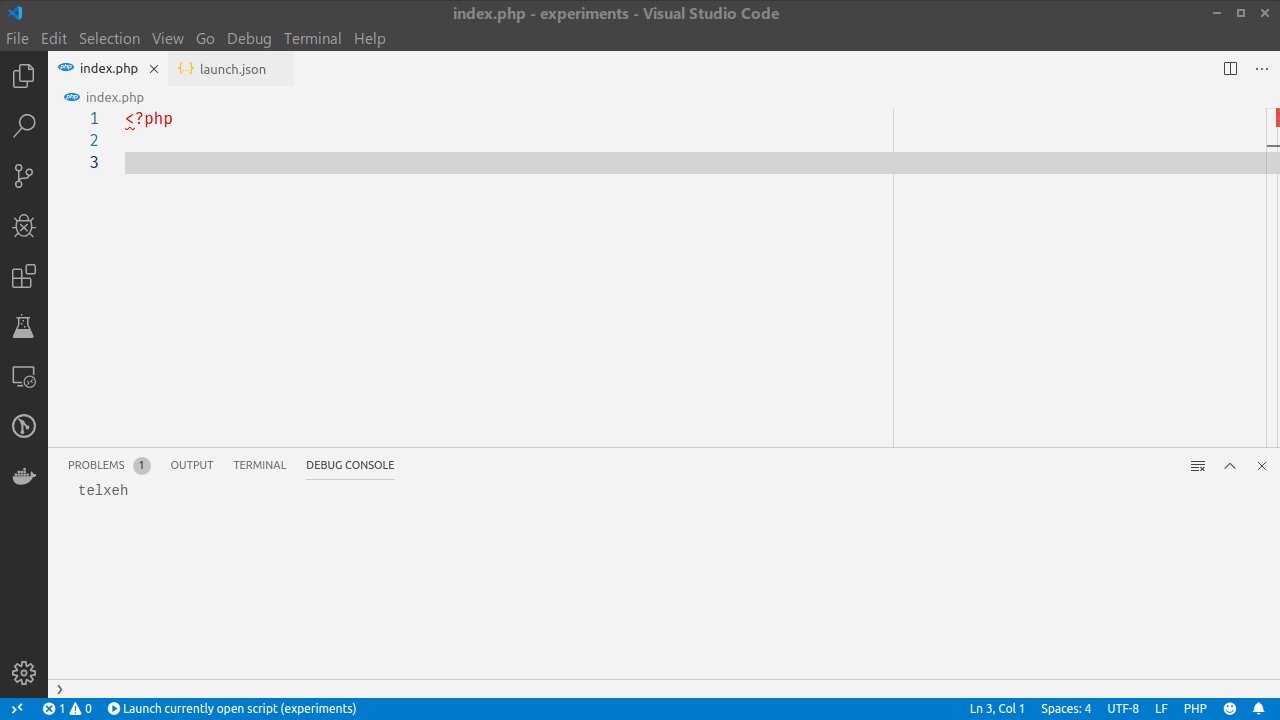 index.php - experiments - Visual Studio Code
File Edit Selection View Go Debug Terminal Help
php index.php {..} launch.json
php index.php
1 <?php
2
3
PROBLEMS 1 OUTPUT TERMINAL DEBUG CONSOLE
telxeh
❯
1 0 Launch currently open script (experiments) Ln 3, Col 1 Spaces: 4 UTF-8 LF PHP